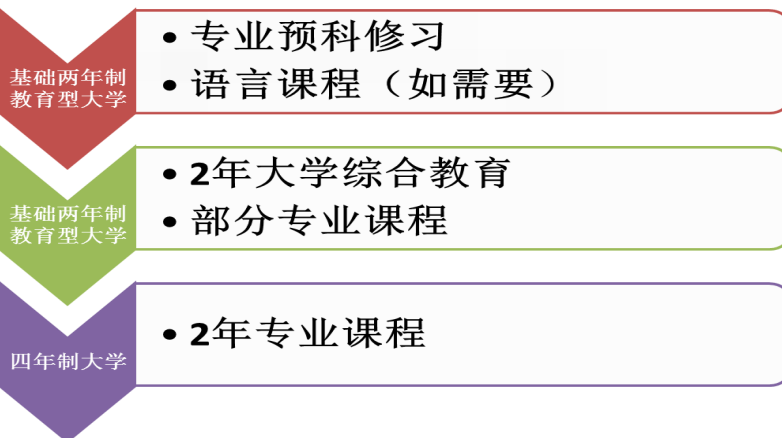 基础两年制
教育型大学
• 专业预科修习
• 语言课程（如需要）
基础两年制
教育型大学
• 2年大学综合教育
• 部分专业课程
四年制大学
• 2年专业课程